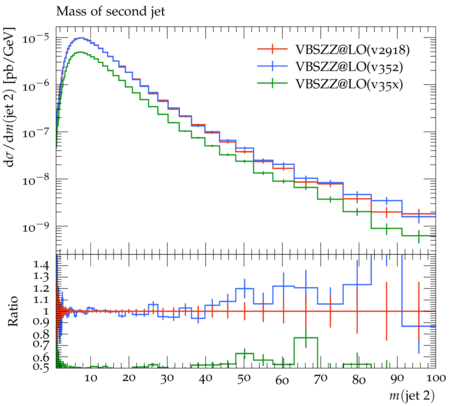 Mass of second jet
dσ/dm(jet 2) [pb/GeV]
10⁻⁵
10⁻⁶
10⁻⁷
10⁻⁸
10⁻⁹
VBSZZ@LO(v2918)
VBSZZ@LO(v352)
VBSZZ@LO(v35x)
Ratio
1.4
1.3
1.2
1.1
1
0.9
0.8
0.7
0.6
0.5
10 20 30 40 50 60 70 80 90 100
m(jet 2)